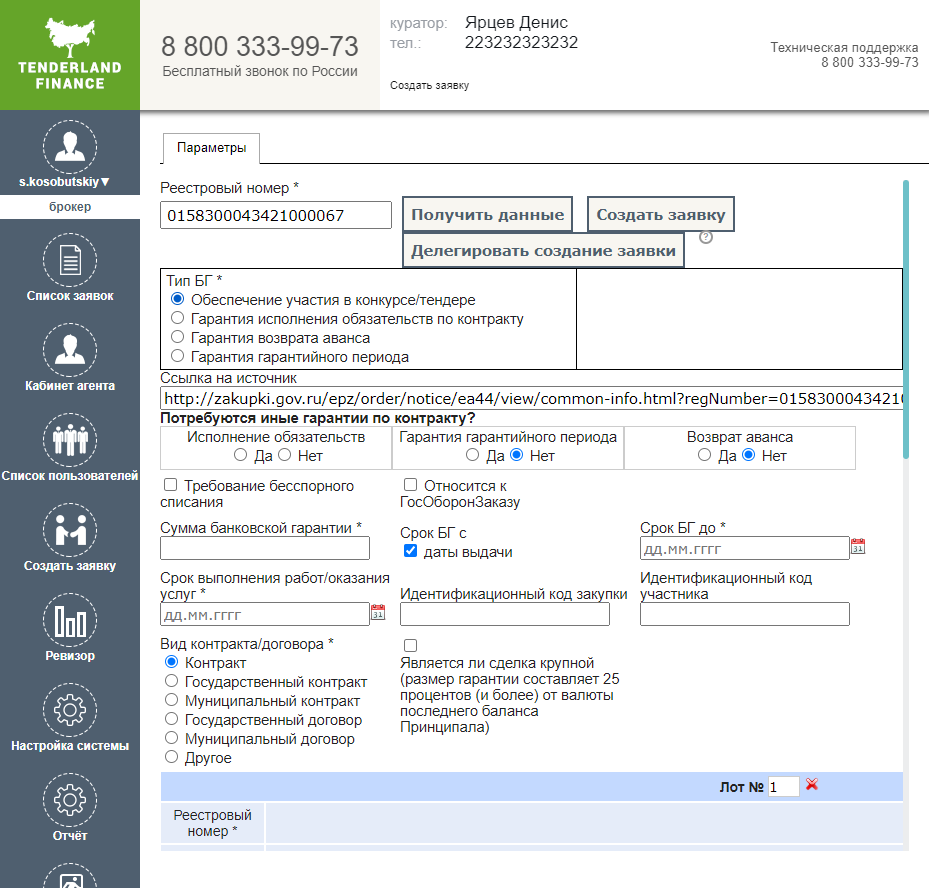 TENDERLAND
FINANCE
8 800 333-99-73
Бесплатный звонок по России
куратор: Ярцев Денис
тел.: 223232323232
Создать заявку
Техническая поддержка
8 800 333-99-73
s.kosobutskiy▼
брокер
Список заявок
Кабинет агента
Список пользователей
Создать заявку
Ревизор
Настройка системы
Отчёт
Параметры
Реестровый номер *
0158300043421000067
Получить данные
Создать заявку
Делегировать создание заявки
?
Тип БГ *
Обеспечение участия в конкурсе/тендере
Гарантия исполнения обязательств по контракту
Гарантия возврата аванса
Гарантия гарантийного периода
Ссылка на источник
http://zakupki.gov.ru/epz/order/notice/ea44/view/common-info.html?regNumber=01583000434210
Потребуются иные гарантии по контракту?
Исполнение обязательств
Да Нет
Гарантия гарантийного периода
Да Нет
Возврат аванса
Да Нет
Требование бесспорного
списания
Относится к
ГосОборонЗаказу
Сумма банковской гарантии *
Срок БГ с
даты выдачи
Срок БГ до *
дд.мм.гггг
31
Срок выполнения работ/оказания
услуг *
дд.мм.гггг
31
Идентификационный код закупки
Идентификационный код
участника
Вид контракта/договора *
Контракт
Государственный контракт
Муниципальный контракт
Государственный договор
Муниципальный договор
Другое
Является ли сделка крупной
(размер гарантии составляет 25
процентов (и более) от валюты
последнего баланса
Принципала)
Лот № 1
Реестровый
номер *